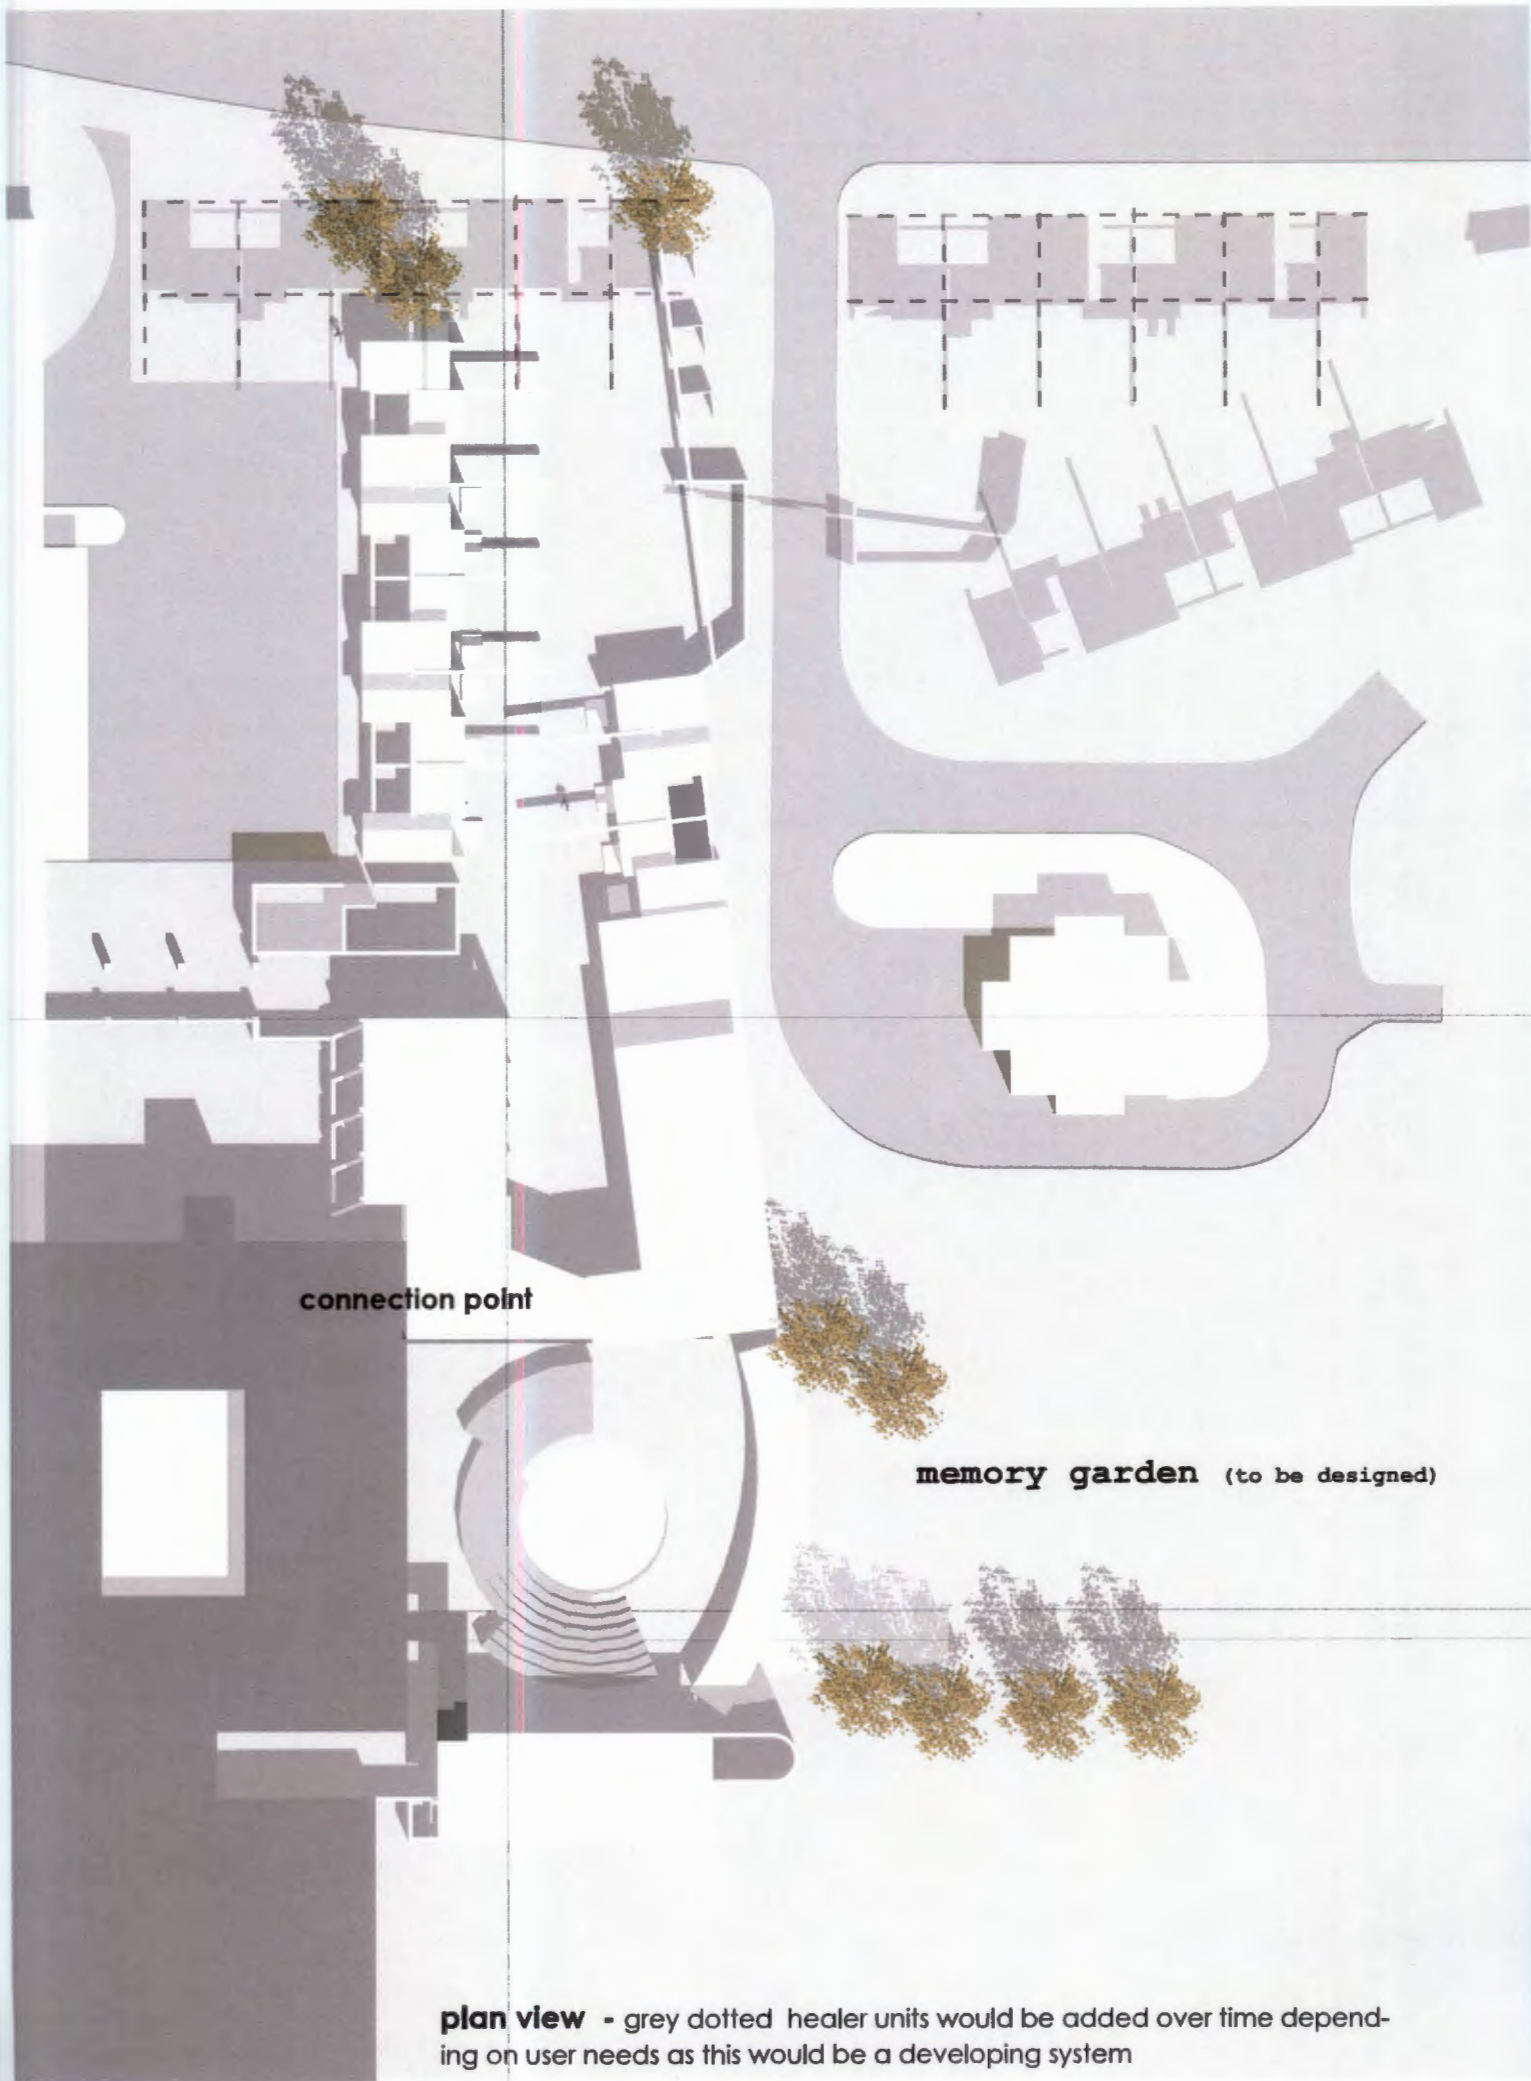 connection point
memory garden (to be designed)
plan view - grey dotted healer units would be added over time depend-
ing on user needs as this would be a developing system